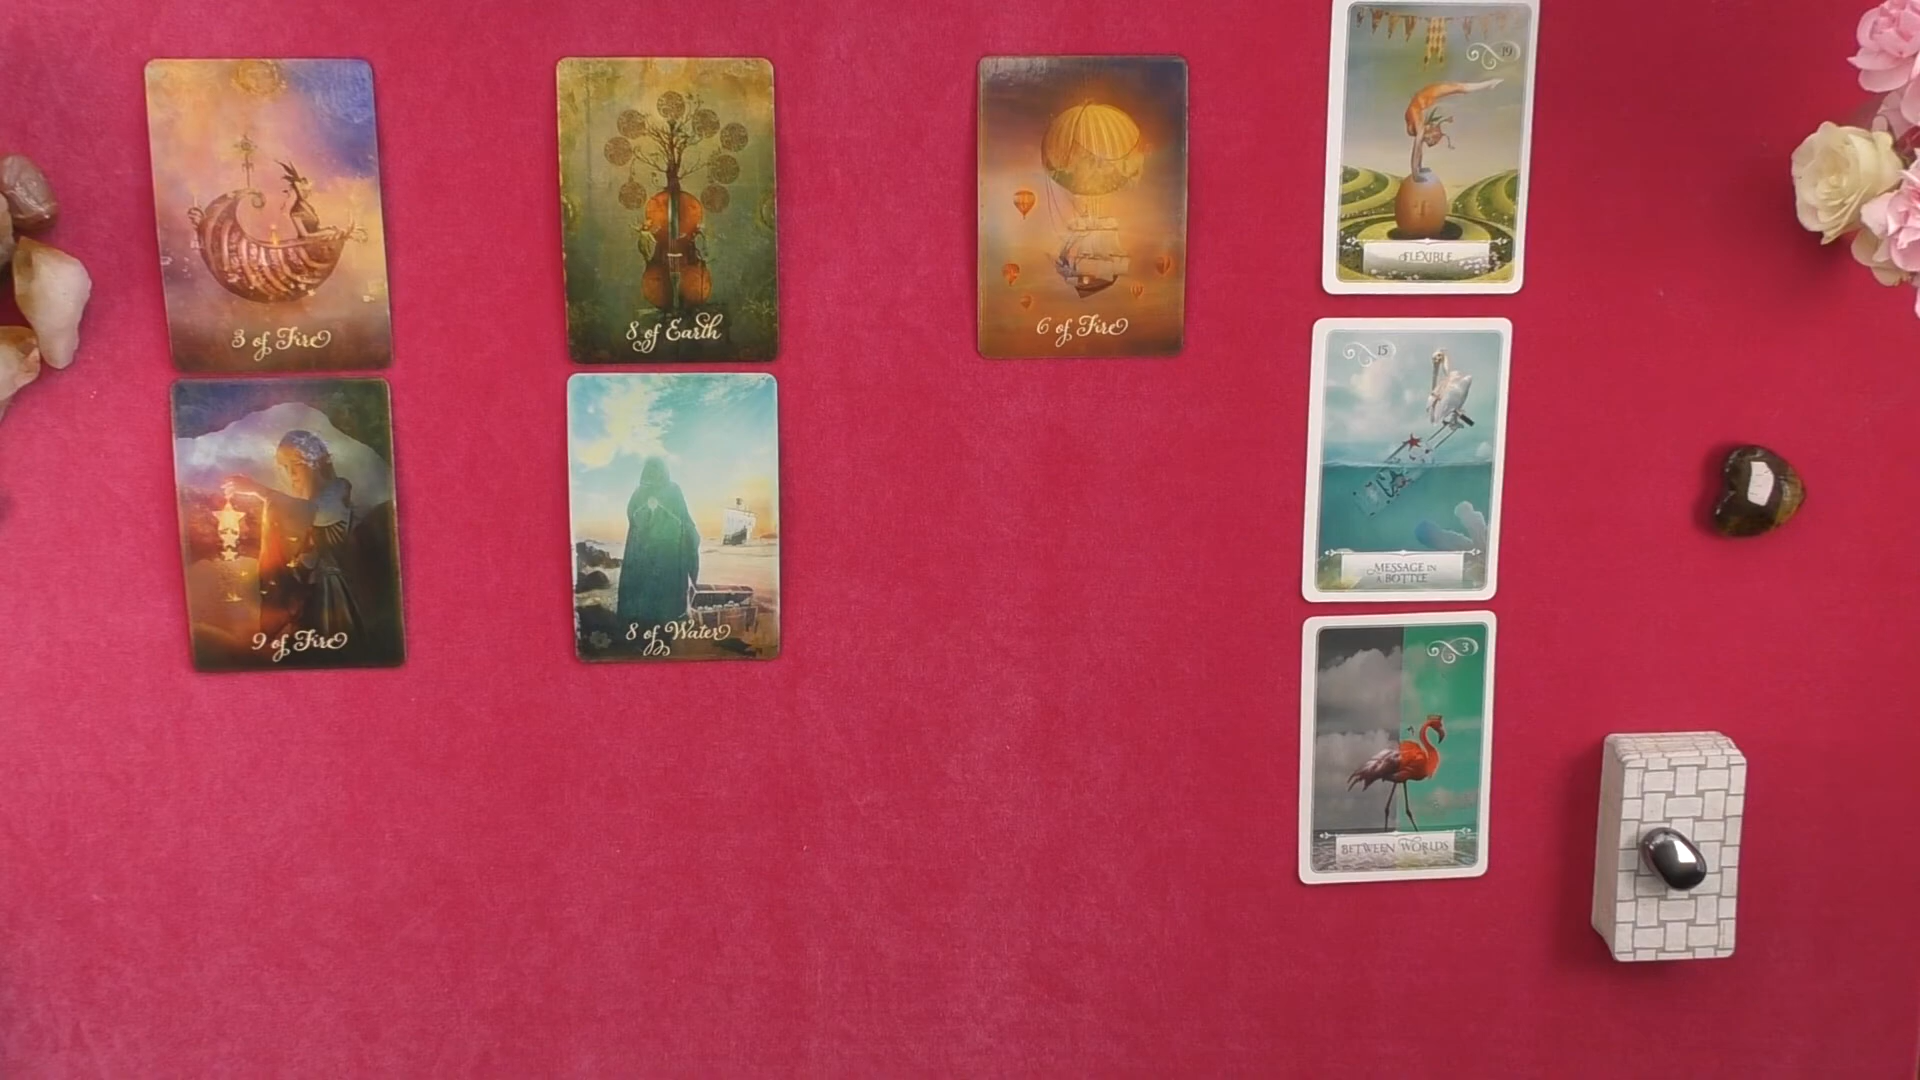 3 of Fire
8 of Earth
6 of Fire
19
FLEXIBLE
9 of Fire
8 of Water
15
MESSAGE IN
A BOTTLE
3
BETWEEN WORLDS